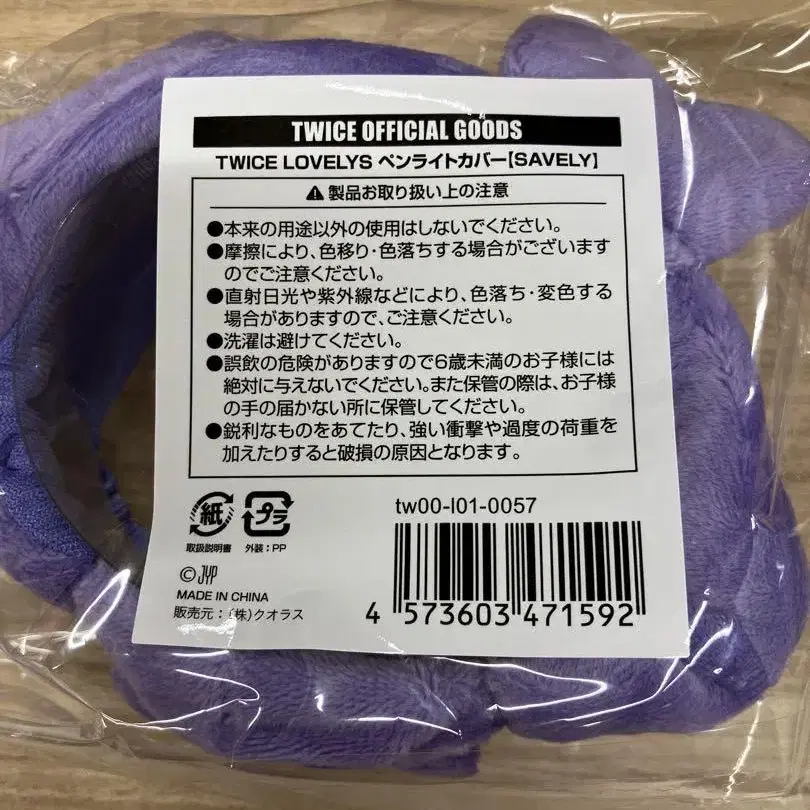 TWICE OFFICIAL GOODS
TWICE LOVELYS ペンライトカバー【SAVELY】
⚠製品お取り扱い上の注意
●本来の用途以外の使用はしないでください。
●摩擦により、色移り・色落ちする場合がございます
のでご注意ください。
●直射日光や紫外線などにより、色落ち・変色する
場合がありますので、ご注意ください。
●洗濯は避けてください。
●誤飲の危険がありますので6歳未満のお子様には
絶対に与えないでください。また保管の際は、お子様
の手の届かない所に保管してください。
●鋭利なものをあてたり、強い衝撃や過度の荷重を
加えたりすると破損の原因となります。
紙 プラ
取扱説明書 外装:PP
tw00-l01-0057
© JYP
MADE IN CHINA
販売元:(株)クオラス
4 573603 471592